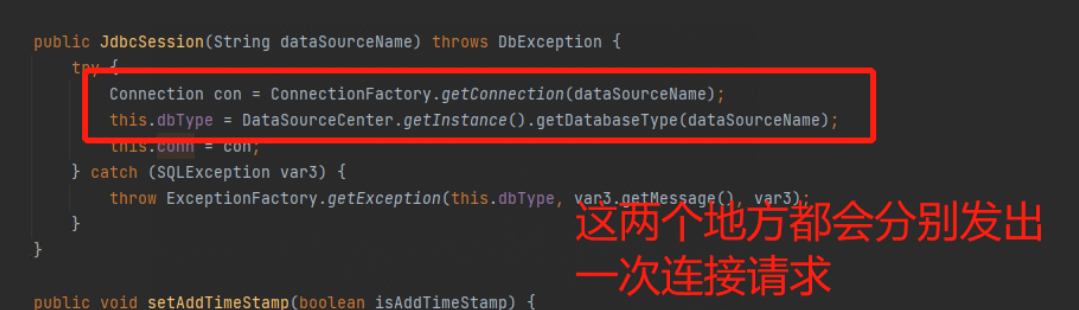 public JdbcSession(String dataSourceName) throws DbException {
try {
Connection con = ConnectionFactory.getConnection(dataSourceName);
this.dbType = DataSourceCenter.getInstance().getDatabaseType(dataSourceName);
this.conn = con;
} catch (SQLException var3) {
throw ExceptionFactory.getException(this.dbType, var3.getMessage(), var3);
}
}
这两个地方都会分别发出
一次连接请求
public void setAddTimeStamp(boolean isAddTimeStamp) {